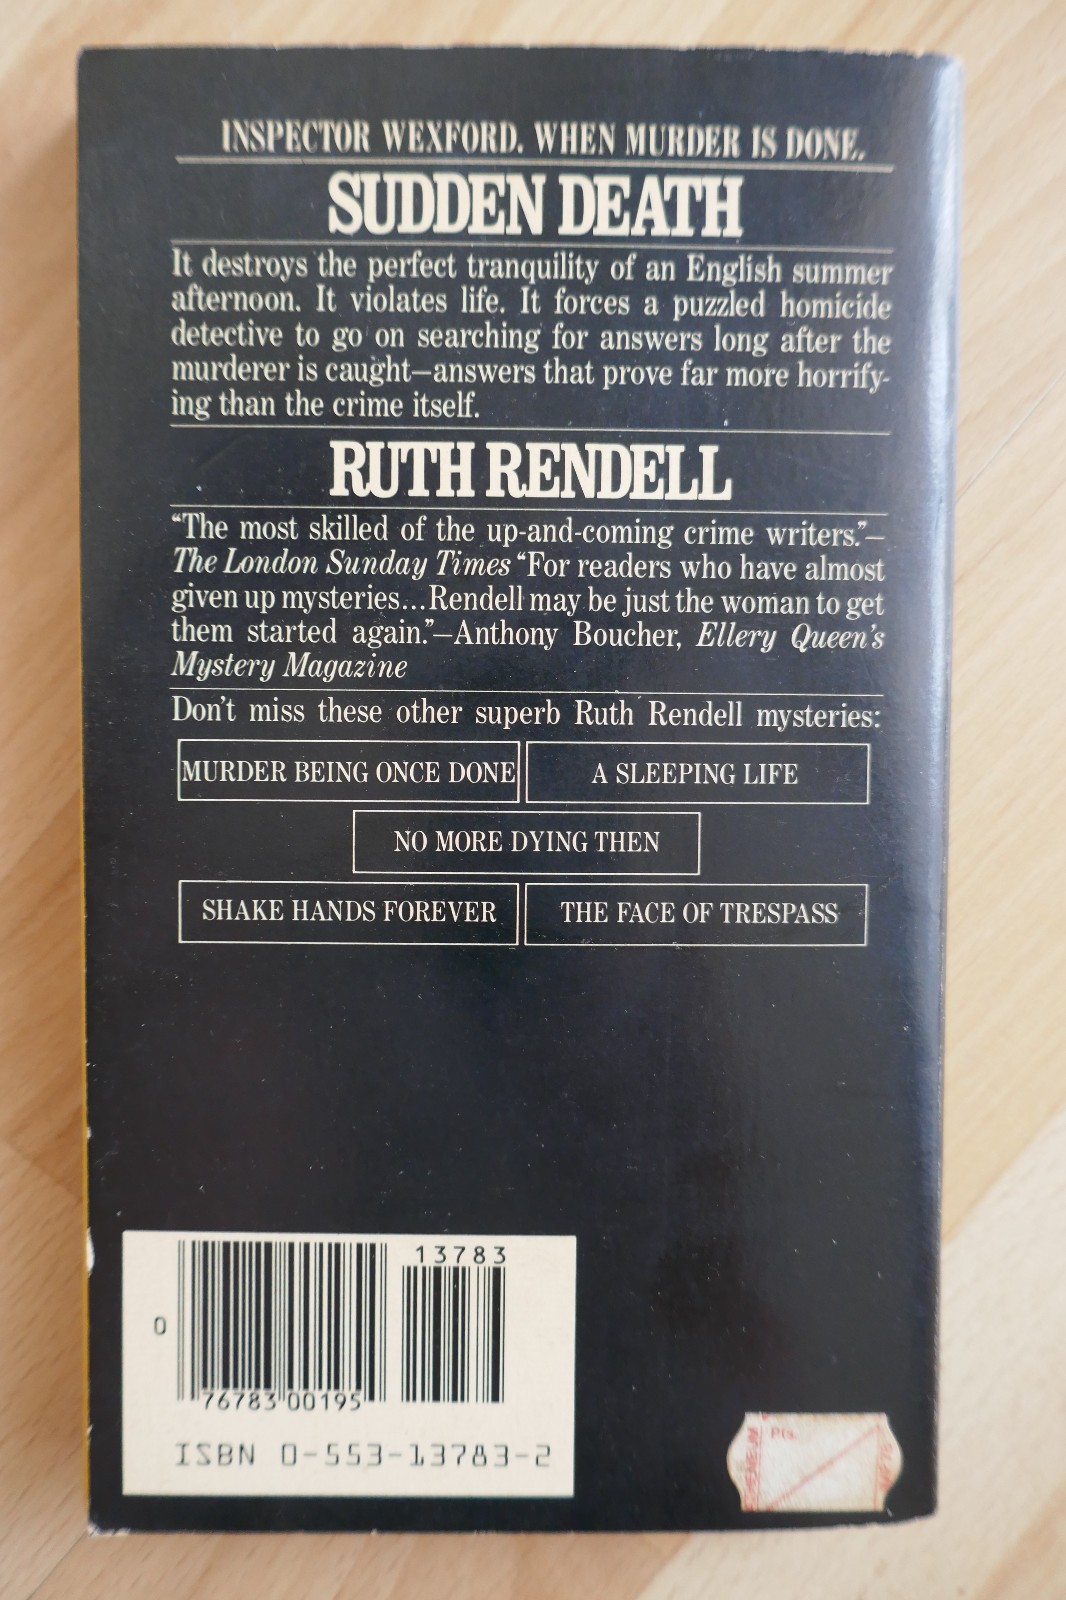 INSPECTOR WEXFORD. WHEN MURDER IS DONE.
SUDDEN DEATH
It destroys the perfect tranquility of an English summer
afternoon. It violates life. It forces a puzzled homicide
detective to go on searching for answers long after the
murderer is caught—answers that prove far more horrify-
ing than the crime itself.
RUTH RENDELL
“The most skilled of the up-and-coming crime writers.”—
The London Sunday Times “For readers who have almost
given up mysteries...Rendell may be just the woman to get
them started again.”—Anthony Boucher, Ellery Queen’s
Mystery Magazine
Don’t miss these other superb Ruth Rendell mysteries:
MURDER BEING ONCE DONE
A SLEEPING LIFE
NO MORE DYING THEN
SHAKE HANDS FOREVER
THE FACE OF TRESPASS
13783
0
76783 00195
ISBN 0-553-13783-2